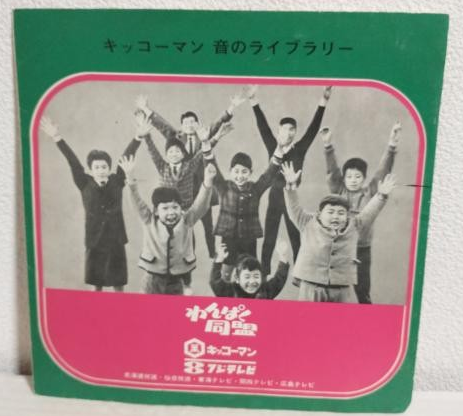 キッコーマン 音のライブラリー
わんぱく
同盟
萬 キッコーマン
8 フジテレビ
北海道放送・仙台放送・東海テレビ・関西テレビ・広島テレビ